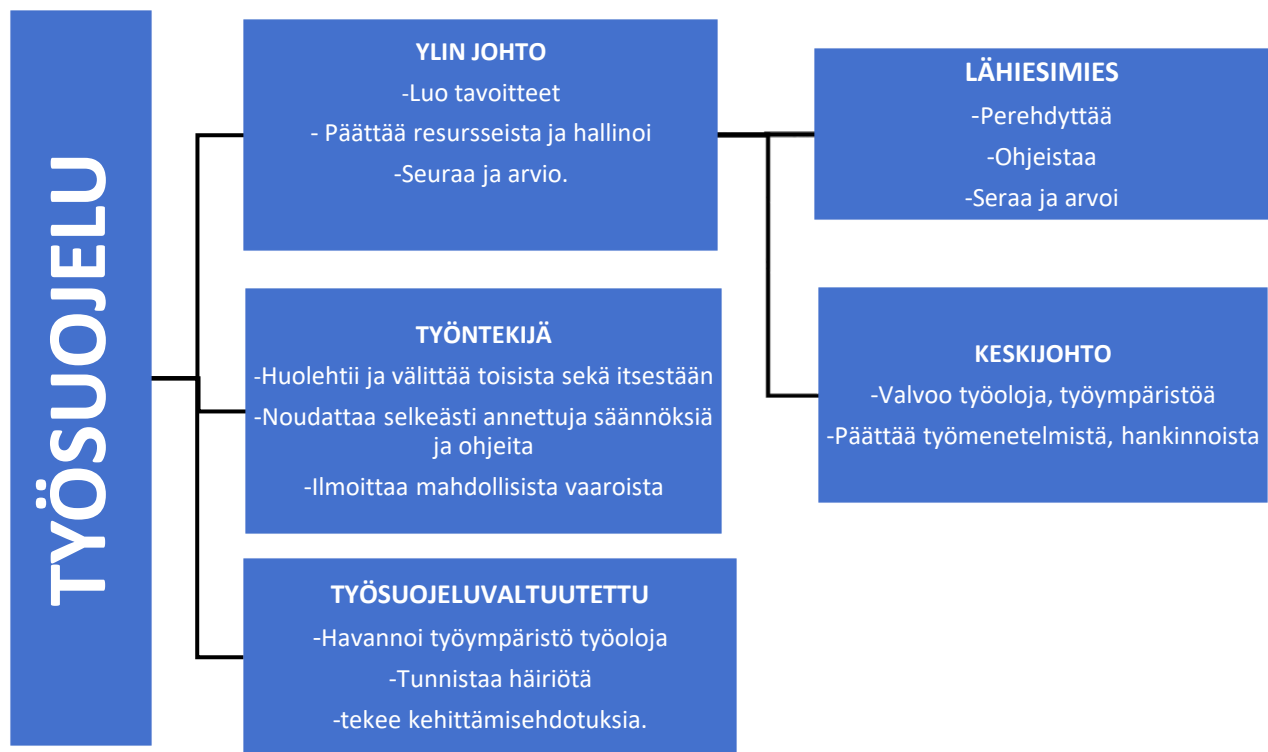 TYÖSUOJELU
YLIN JOHTO
-Luo tavoitteet
- Päättää resursseista ja hallinoi
-Seuraa ja arvio.
LÄHIESIMIES
-Perehdyttää
-Ohjeistaa
-Seraa ja arvoi
TYÖNTEKIJÄ
-Huolehtii ja välittää toisista sekä itsestään
-Noudattaa selkeästi annettuja säännöksiä
ja ohjeita
-Ilmoittaa mahdollisista vaaroista
KESKIJOHTO
-Valvoo työoloja, työympäristöä
-Päättää työmenetelmistä, hankinnoista
TYÖSUOJELUVALTUUTETTU
-Havannoi työympäristö työoloja
-Tunnistaa häiriötä
-tekee kehittämisehdotuksia.